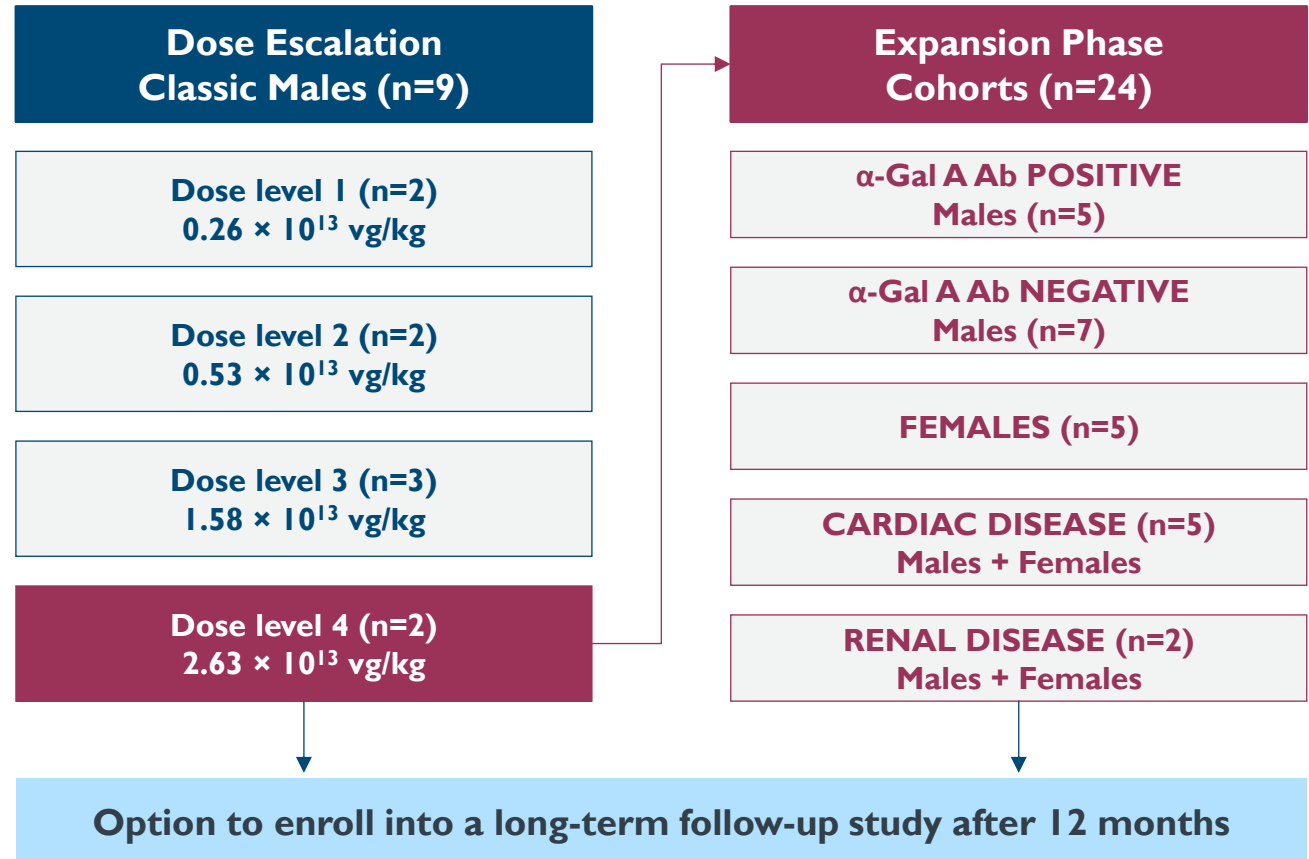 Dose Escalation
Classic Males (n=9)
Dose level 1 (n=2)
0.26 × 10¹³ vg/kg
Dose level 2 (n=2)
0.53 × 10¹³ vg/kg
Dose level 3 (n=3)
1.58 × 10¹³ vg/kg
Dose level 4 (n=2)
2.63 × 10¹³ vg/kg
Expansion Phase
Cohorts (n=24)
α-Gal A Ab POSITIVE
Males (n=5)
α-Gal A Ab NEGATIVE
Males (n=7)
FEMALES (n=5)
CARDIAC DISEASE (n=5)
Males + Females
RENAL DISEASE (n=2)
Males + Females
Option to enroll into a long-term follow-up study after 12 months